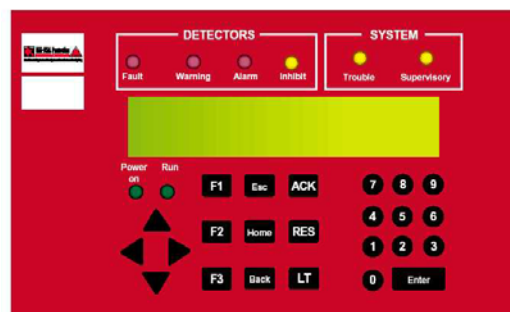 DETECTORS
SYSTEM
Fault Warning Alarm Inhibit
Trouble Supervisory
Power on
Run
F1 Esc ACK
7 8 9
F2 Home RES
4 5 6
1 2 3
F3 Back LT
0 Enter